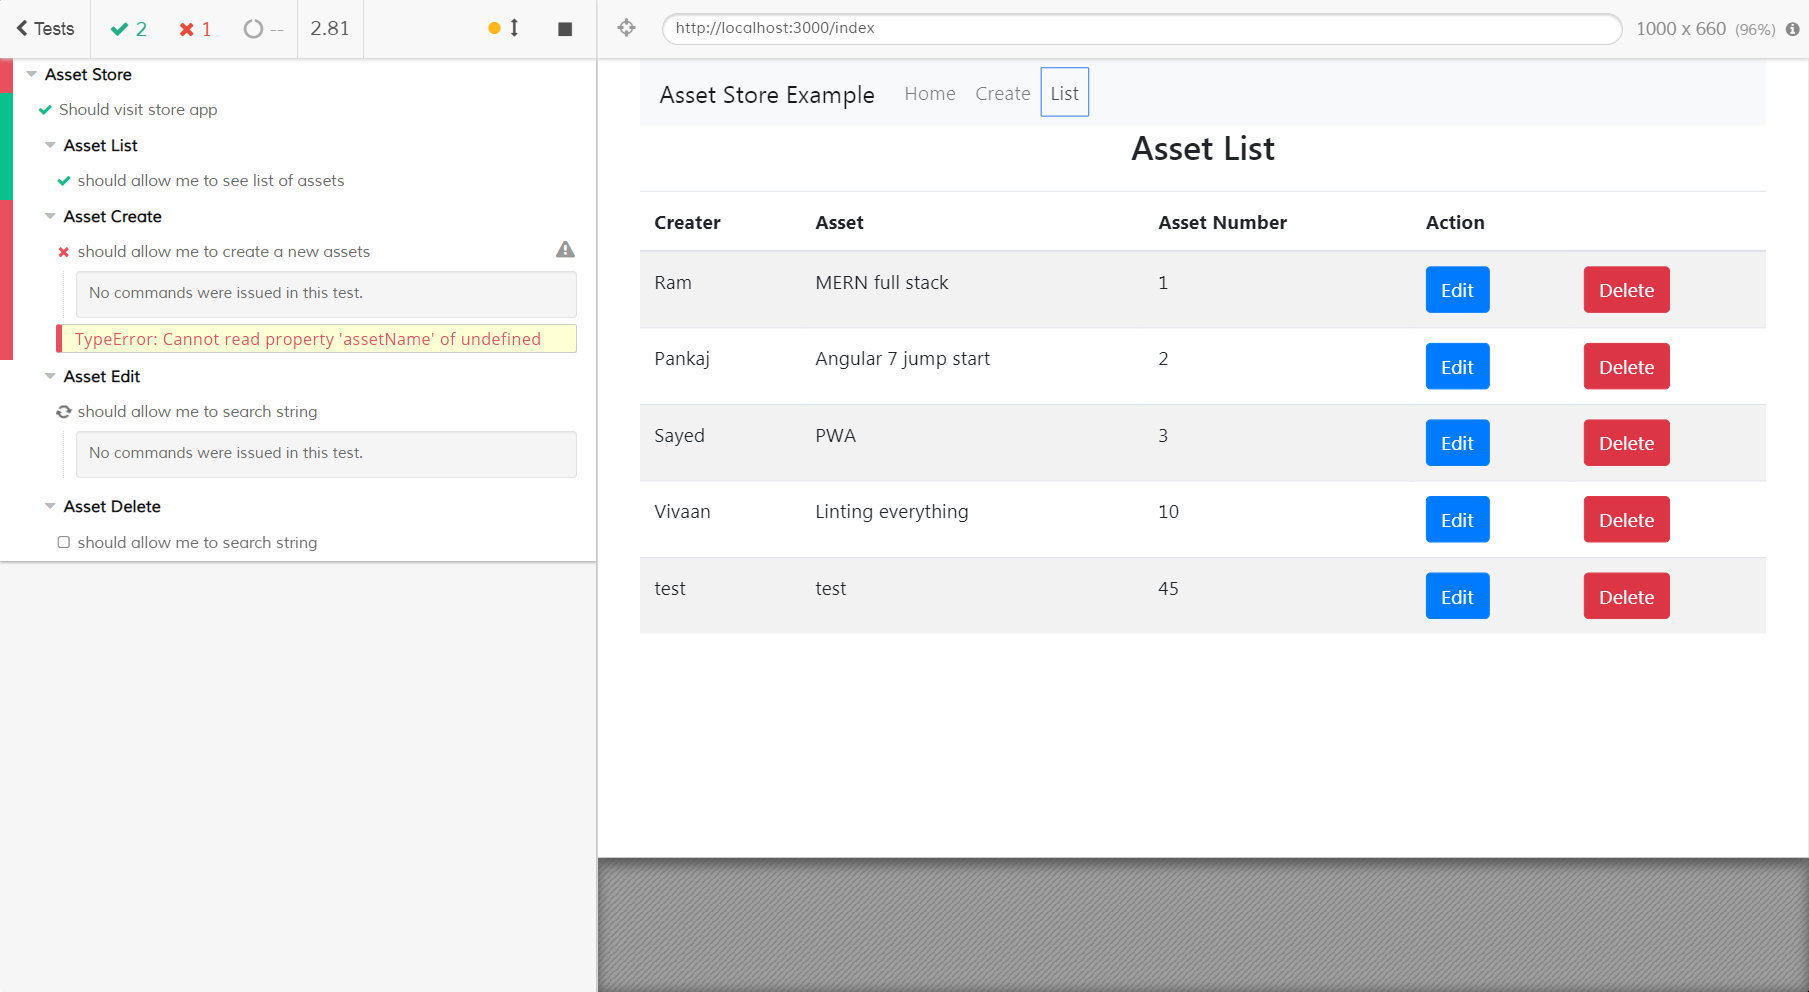 Tests 2 1 -- 2.81
Asset Store
Should visit store app
Asset List
should allow me to see list of assets
Asset Create
should allow me to create a new assets
No commands were issued in this test.
TypeError: Cannot read property 'assetName' of undefined
Asset Edit
should allow me to search string
No commands were issued in this test.
Asset Delete
should allow me to search string
http://localhost:3000/index 1000 x 660 (96%)
Asset Store Example Home Create List
Asset List
Creater Asset Asset Number Action
Ram MERN full stack 1 Edit Delete
Pankaj Angular 7 jump start 2 Edit Delete
Sayed PWA 3 Edit Delete
Vivaan Linting everything 10 Edit Delete
test test 45 Edit Delete